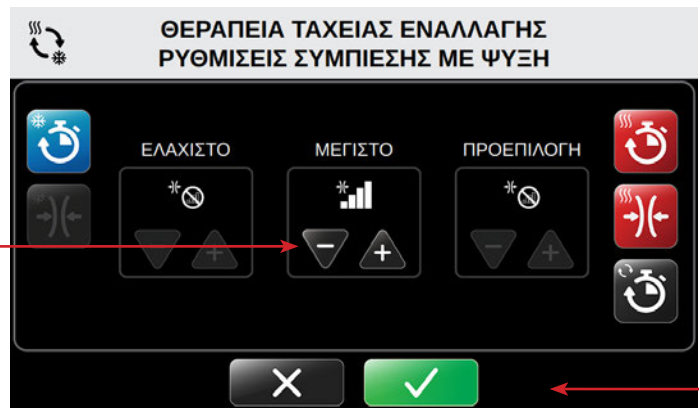 ΘΕΡΑΠΕΙΑ ΤΑΧΕΙΑΣ ΕΝΑΛΛΑΓΗΣ
ΡΥΘΜΙΣΕΙΣ ΣΥΜΠΙΕΣΗΣ ΜΕ ΨΥΞΗ
ΕΛΑΧΙΣΤΟ
ΜΕΓΙΣΤΟ
ΠΡΟΕΠΙΛΟΓΗ